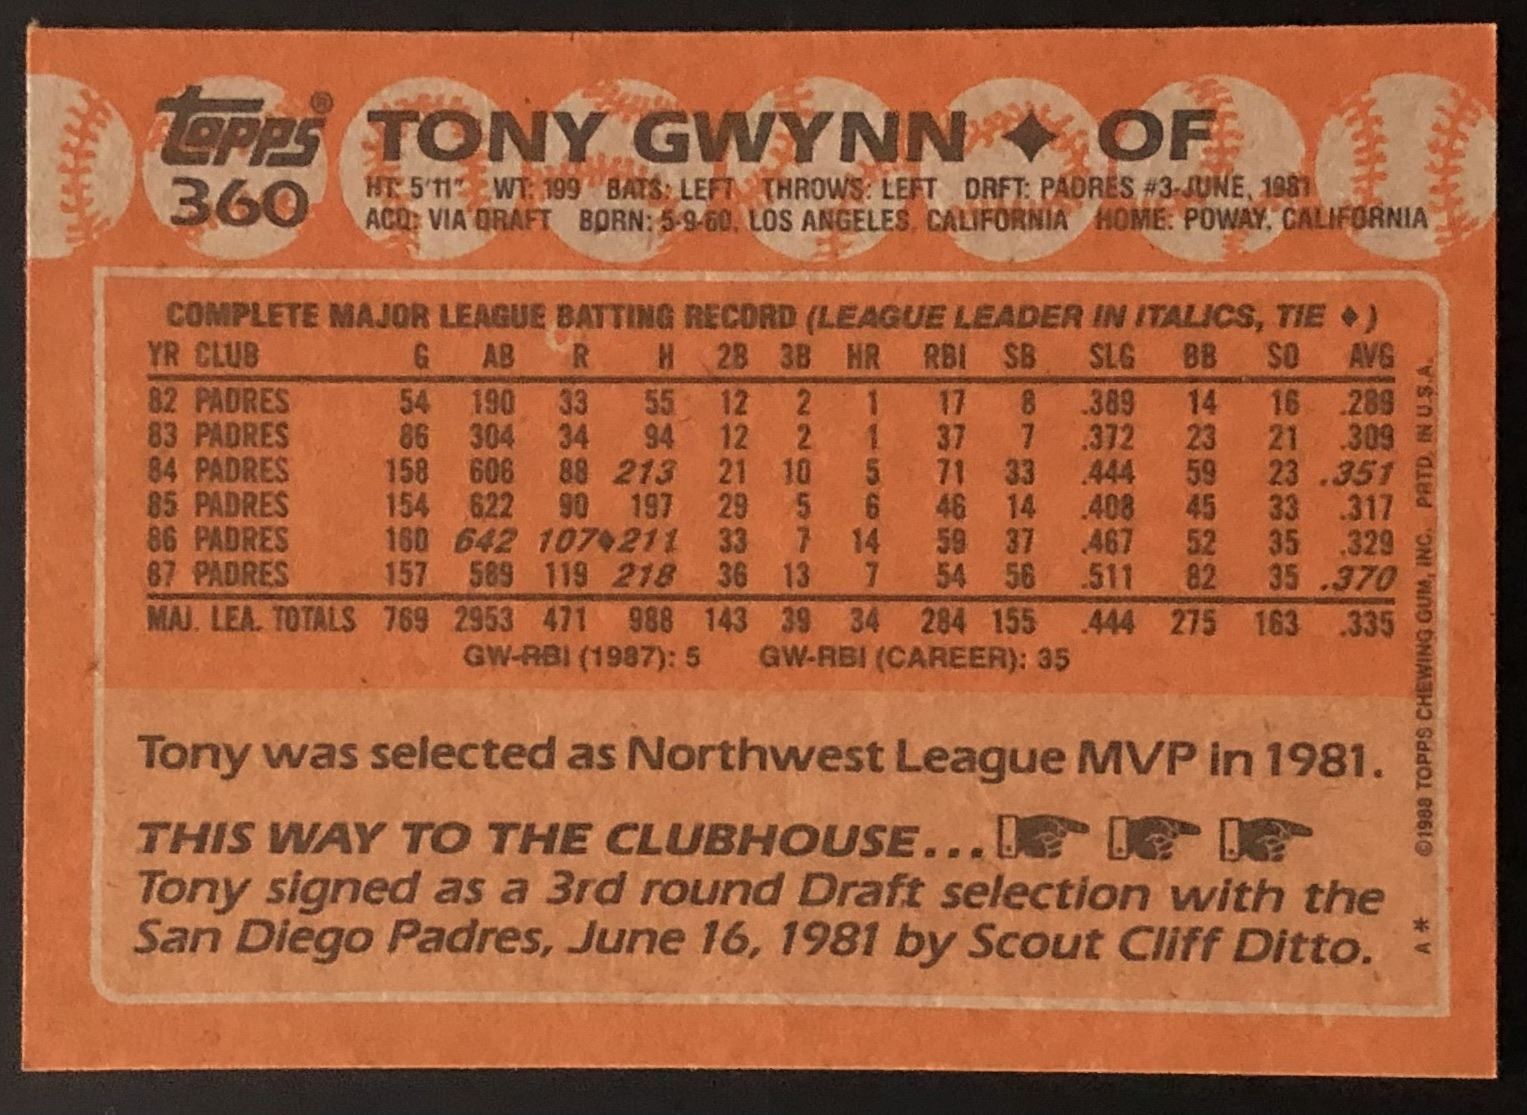 topps® TONY GWYNN ✦ OF
360 HT: 5'11" WT: 199 BATS: LEFT THROWS: LEFT DRFT: PADRES #3-JUNE, 1981
ACQ: VIA DRAFT BORN: 5-9-60, LOS ANGELES, CALIFORNIA HOME: POWAY, CALIFORNIA
COMPLETE MAJOR LEAGUE BATTING RECORD (LEAGUE LEADER IN ITALICS, TIE ♦)
YR CLUB G AB R H 2B 3B HR RBI SB SLG BB SO AVG
82 PADRES 54 190 33 55 12 2 1 17 8 .389 14 16 .289
83 PADRES 86 304 34 94 12 2 1 37 7 .372 23 21 .309
84 PADRES 158 606 88 213 21 10 5 71 33 .444 59 23 .351
85 PADRES 154 622 90 197 29 5 6 46 14 .408 45 33 .317
86 PADRES 160 642 107♦211 33 7 14 59 37 .467 52 35 .329
87 PADRES 157 589 119 218 36 13 7 54 56 .511 82 35 .370
MAJ. LEA. TOTALS 769 2953 471 988 143 39 34 284 155 .444 275 163 .335
GW-RBI (1987): 5 GW-RBI (CAREER): 35
Tony was selected as Northwest League MVP in 1981.
THIS WAY TO THE CLUBHOUSE...
Tony signed as a 3rd round Draft selection with the
San Diego Padres, June 16, 1981 by Scout Cliff Ditto.
A* ©1988 TOPPS CHEWING GUM, INC. PRTD. IN U.S.A.